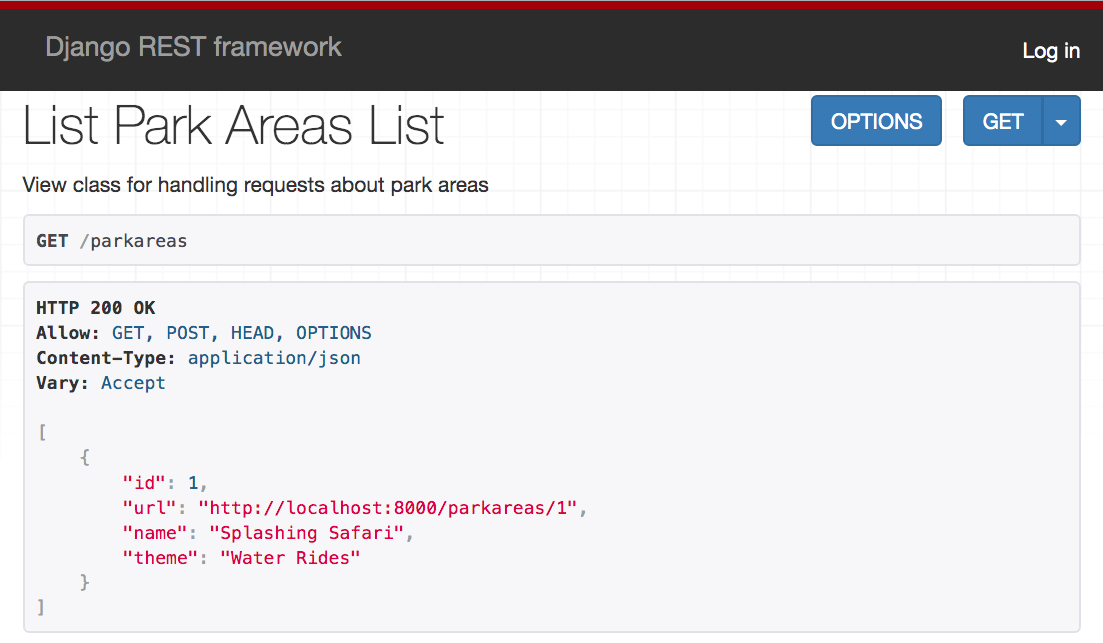 Django REST framework
Log in
List Park Areas List
OPTIONS
GET
View class for handling requests about park areas
GET /parkareas
HTTP 200 OK
Allow: GET, POST, HEAD, OPTIONS
Content-Type: application/json
Vary: Accept
[
    {
        "id": 1,
        "url": "http://localhost:8000/parkareas/1",
        "name": "Splashing Safari",
        "theme": "Water Rides"
    }
]